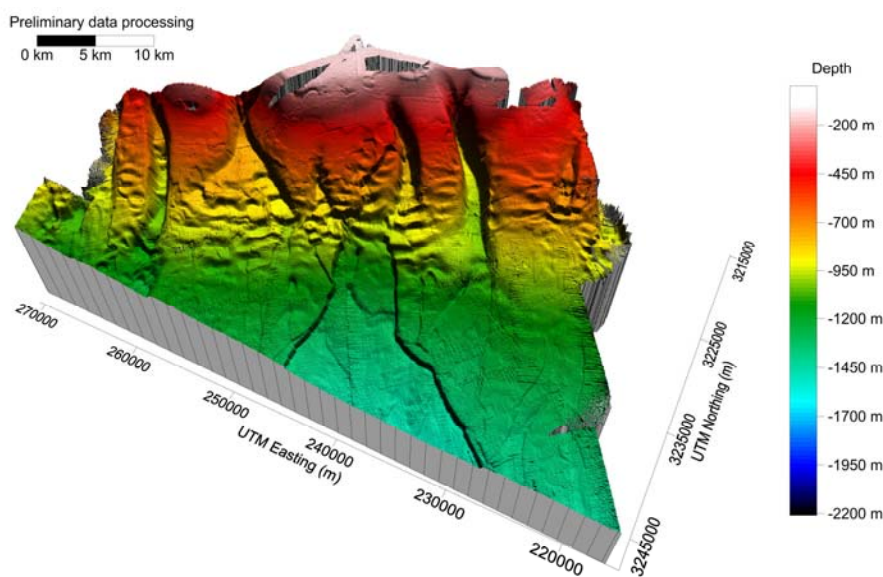 Preliminary data processing
0 km 5 km 10 km
Depth
-200 m
-450 m
-700 m
-950 m
-1200 m
-1450 m
-1700 m
-1950 m
-2200 m
3215000
3225000
3235000
3245000
UTM Northing (m)
270000
260000
250000
240000
230000
220000
UTM Easting (m)